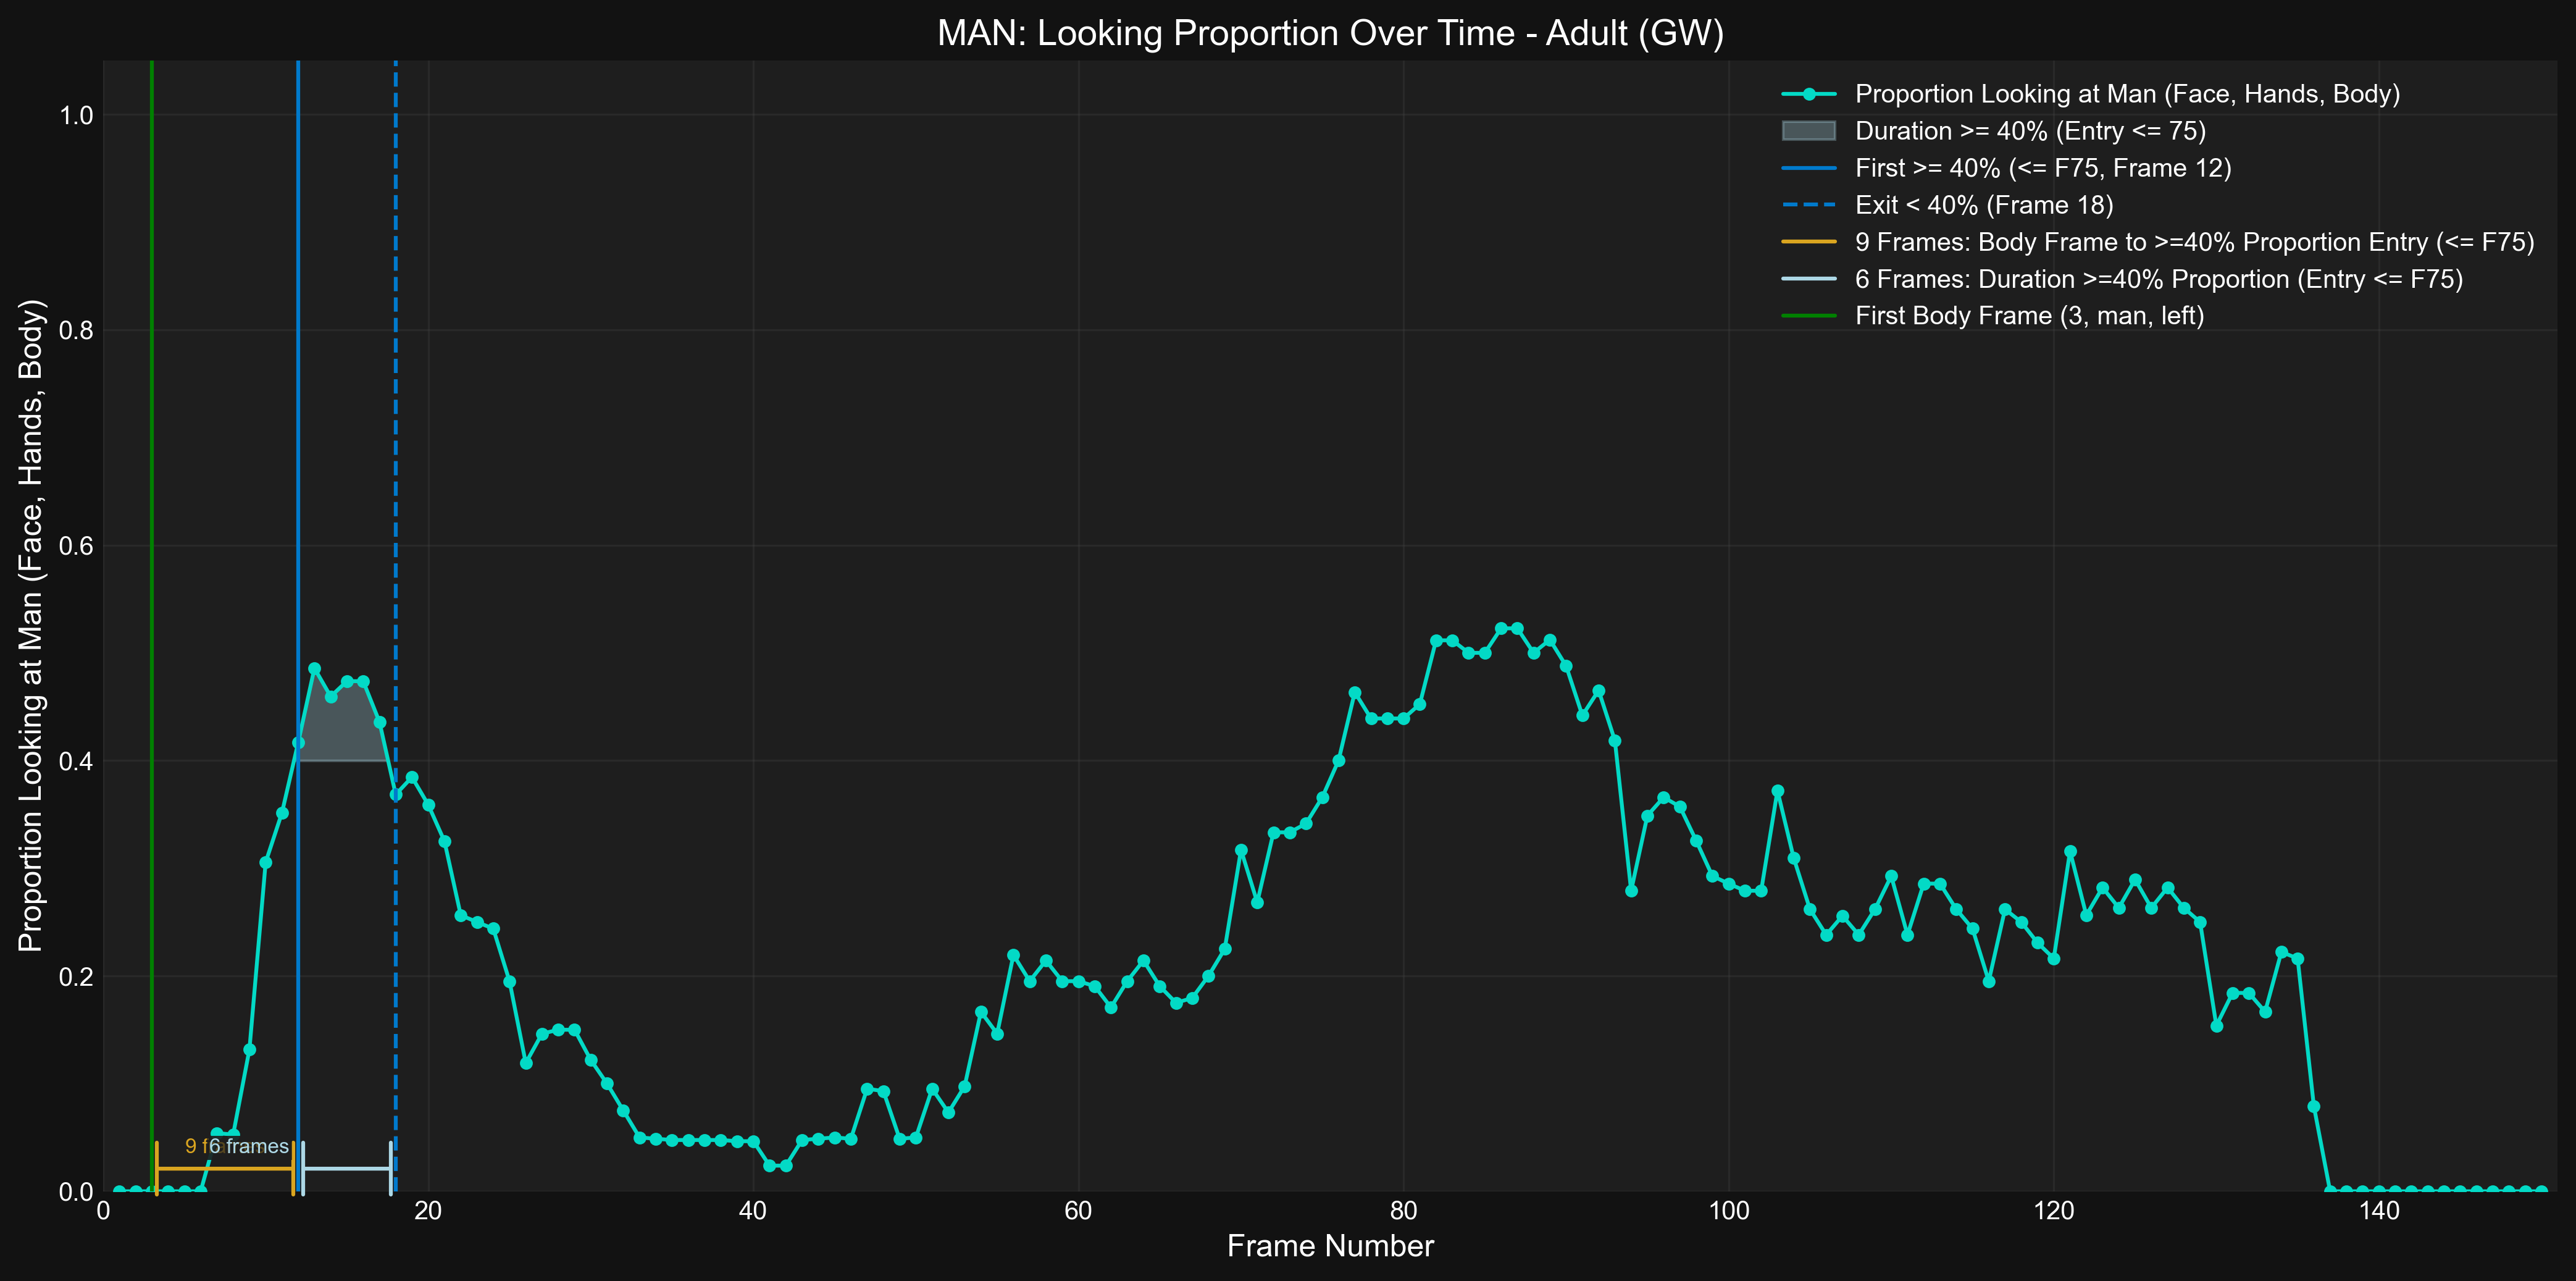 MAN: Looking Proportion Over Time - Adult (GW)
Proportion Looking at Man (Face, Hands, Body)
Duration >= 40% (Entry <= 75)
First >= 40% (<= F75, Frame 12)
Exit < 40% (Frame 18)
9 Frames: Body Frame to >=40% Proportion Entry (<= F75)
6 Frames: Duration >=40% Proportion (Entry <= F75)
First Body Frame (3, man, left)
Proportion Looking at Man (Face, Hands, Body)
1.0
0.8
0.6
0.4
0.2
0.0
9
6 frames
0 20 40 60 80 100 120 140
Frame Number